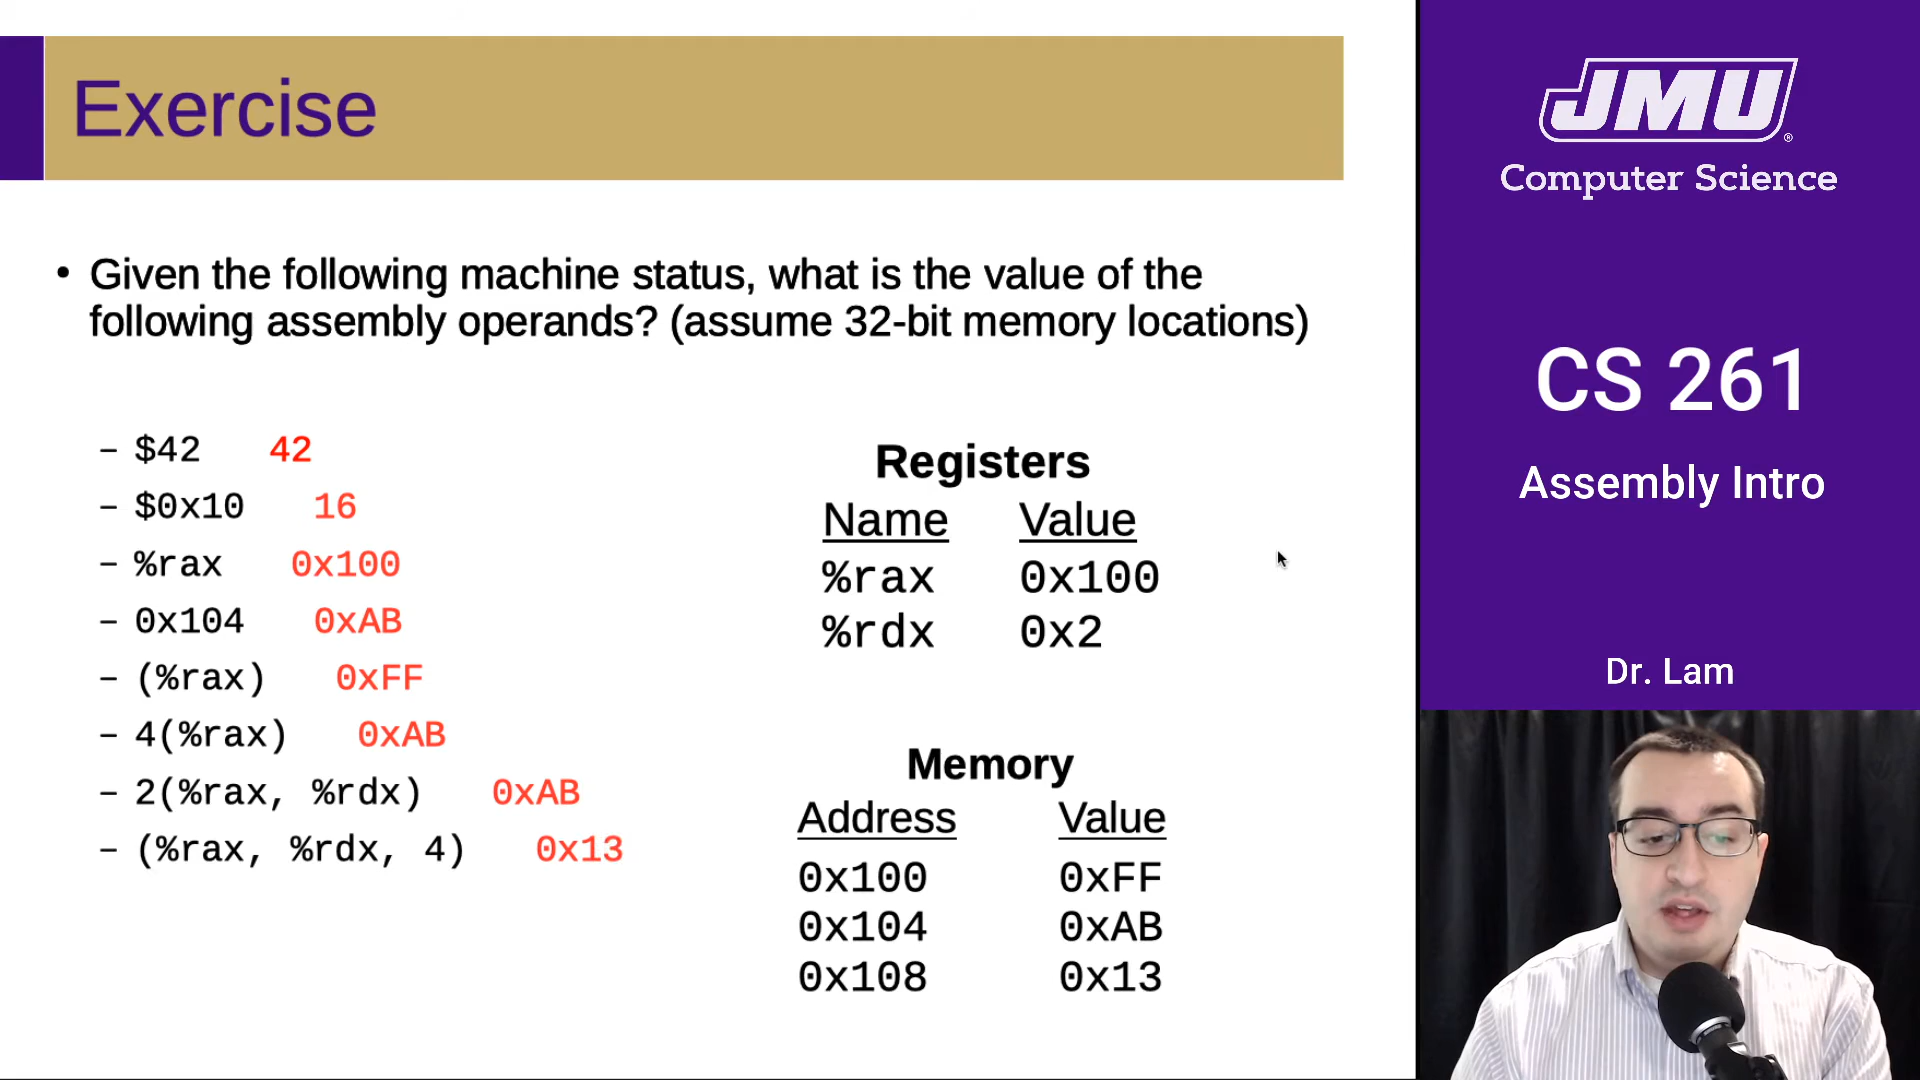 Exercise
• Given the following machine status, what is the value of the
following assembly operands? (assume 32-bit memory locations)
– $42 42
– $0x10 16
– %rax 0x100
– 0x104 0xAB
– (%rax) 0xFF
– 4(%rax) 0xAB
– 2(%rax, %rdx) 0xAB
– (%rax, %rdx, 4) 0x13
Registers
Name Value
%rax 0x100
%rdx 0x2
Memory
Address Value
0x100 0xFF
0x104 0xAB
0x108 0x13
JMU®
Computer Science
CS 261
Assembly Intro
Dr. Lam